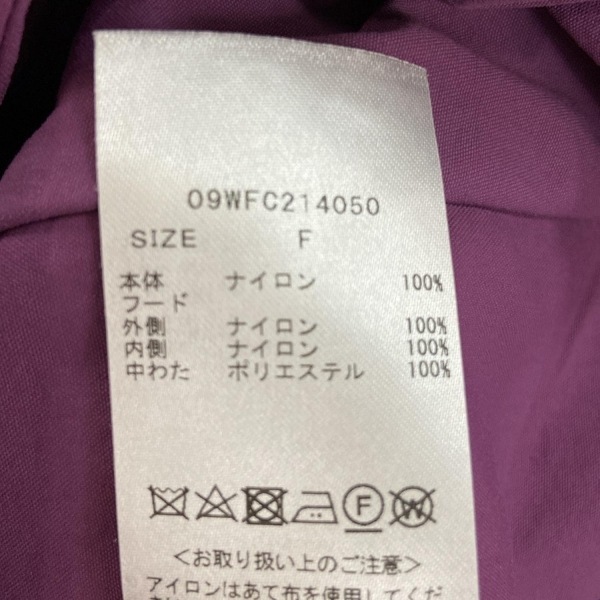 09WFC214050
SIZE F
本体 ナイロン 100%
フード
外側 ナイロン 100%
内側 ナイロン 100%
中わた ポリエステル 100%
F W
<お取り扱い上のご注意>
アイロンはあて布を使用してくだ